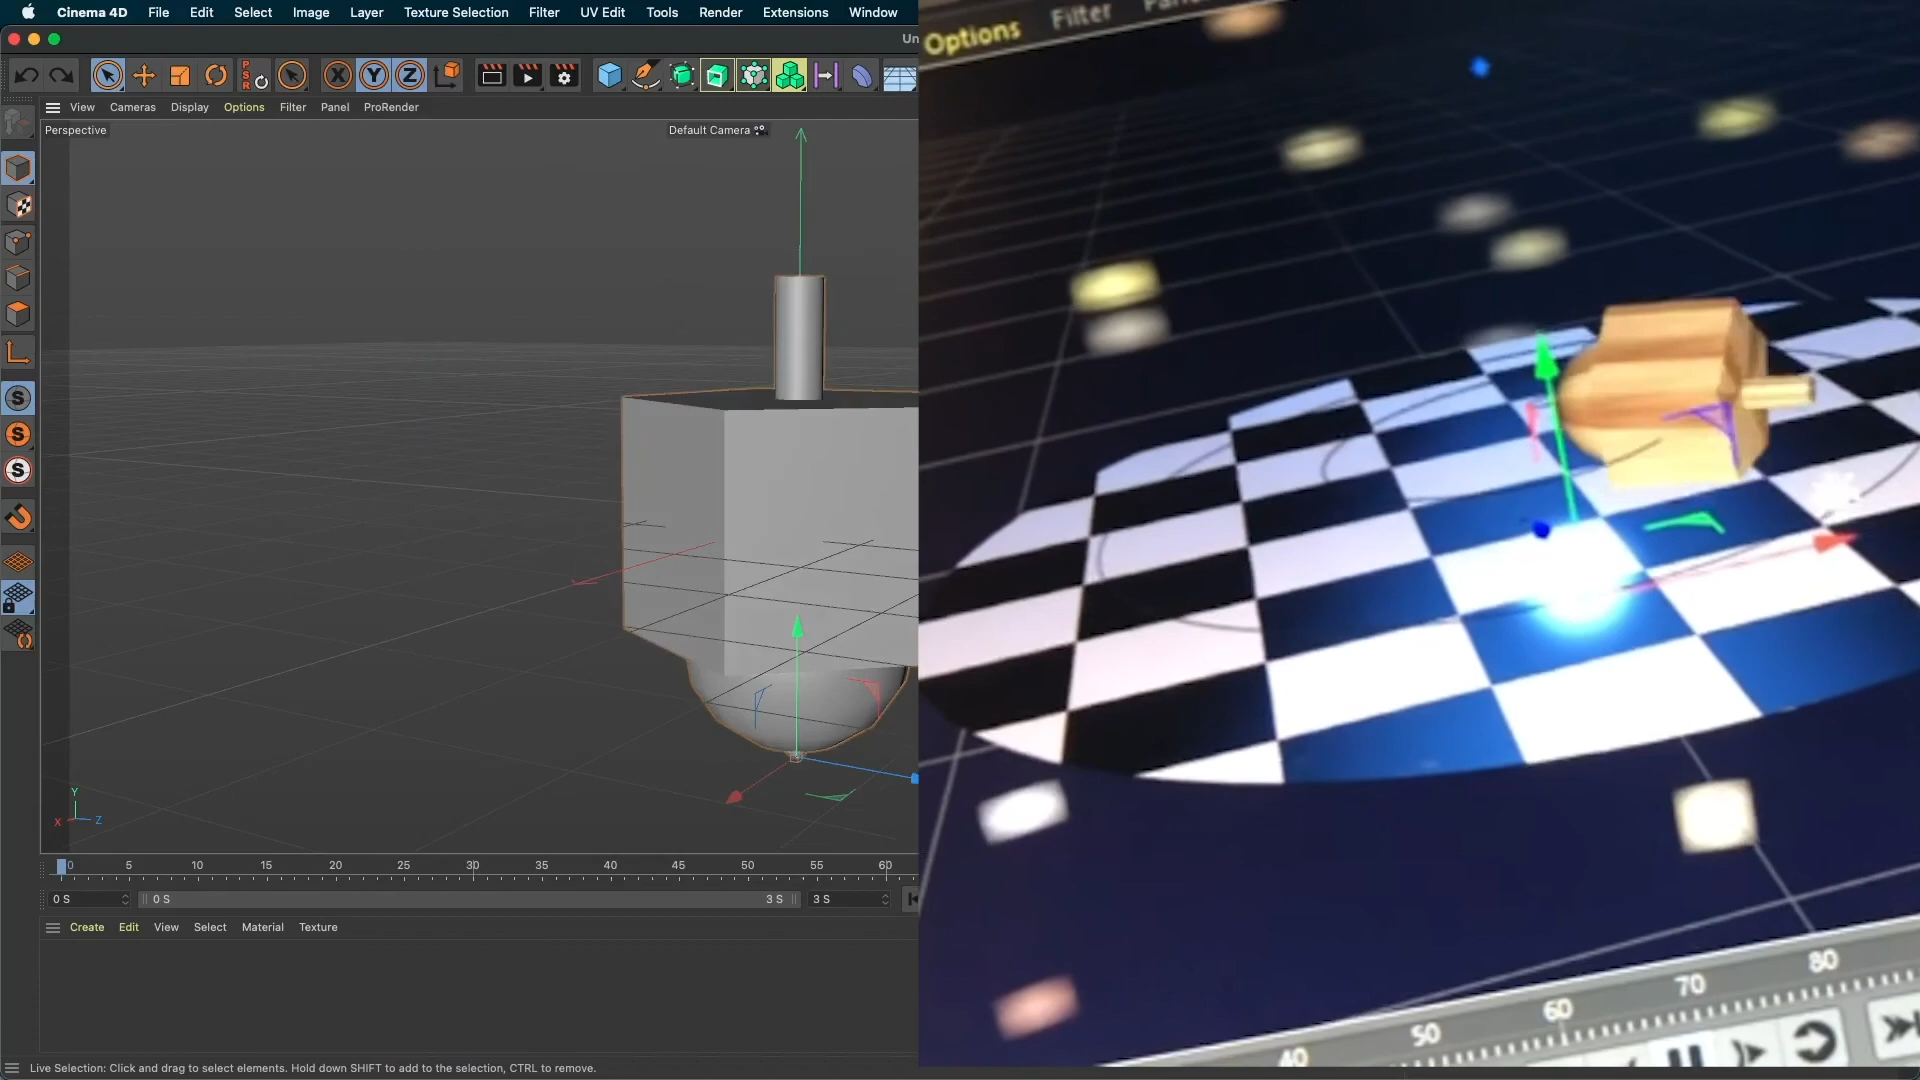 Cinema 4D File Edit Select Image Layer Texture Selection Filter UV Edit Tools Render Extensions Window
Un
PSR X Y Z
View Cameras Display Options Filter Panel ProRender
Perspective
Default Camera
S
S
S
Y
X Z
0 5 10 15 20 25 30 35 40 45 50 55 60
0 S 0 S 3 S 3 S
Create Edit View Select Material Texture
Live Selection: Click and drag to select elements. Hold down SHIFT to add to the selection, CTRL to remove.
Options Filter
40 50 60 70 80